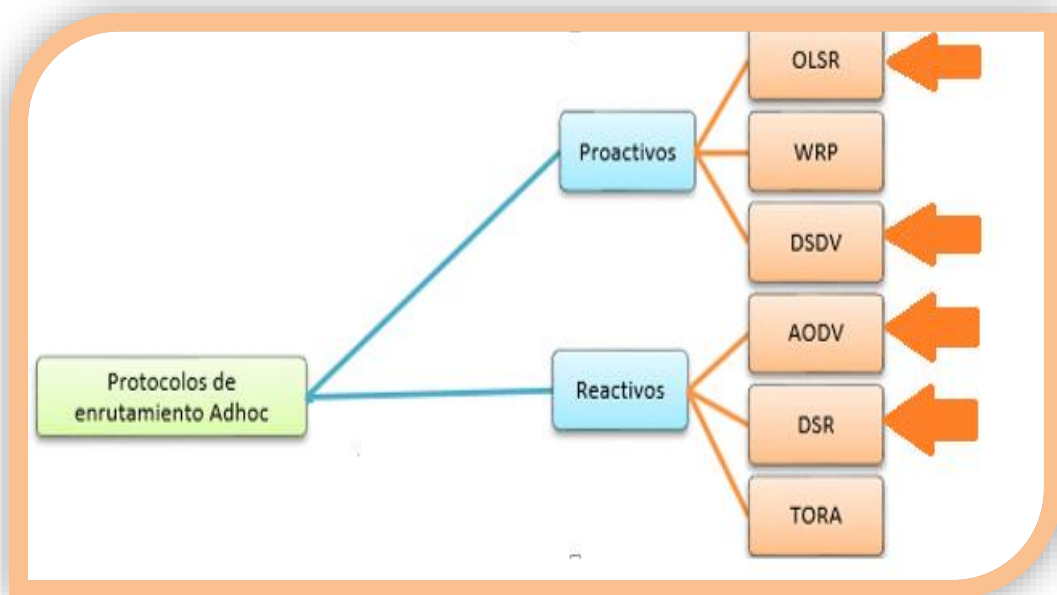 Protocolos de
enrutamiento Adhoc
Proactivos
OLSR
WRP
DSDV
Reactivos
AODV
DSR
TORA